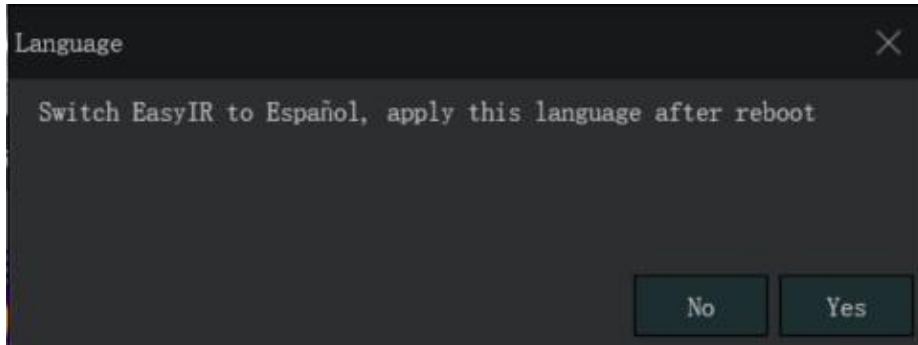 Language
Switch EasyIR to Español, apply this language after reboot
No
Yes